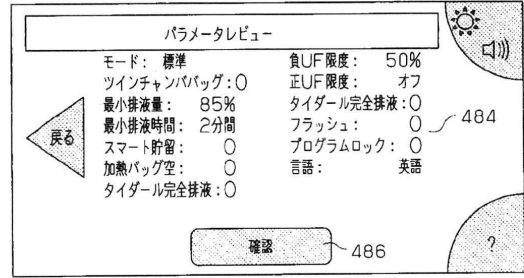 パラメータレビュー
モード： 標準
ツインチャンババッグ：○
最小排液量： 85%
最小排液時間： 2分間
スマート貯留： ○
加熱バッグ空： ○
タイダール完全排液：○
負UF限度： 50%
正UF限度： オフ
タイダール完全排液：○
フラッシュ： ○
プログラムロック： ○
言語： 英語
484
戻る
確認
486
?